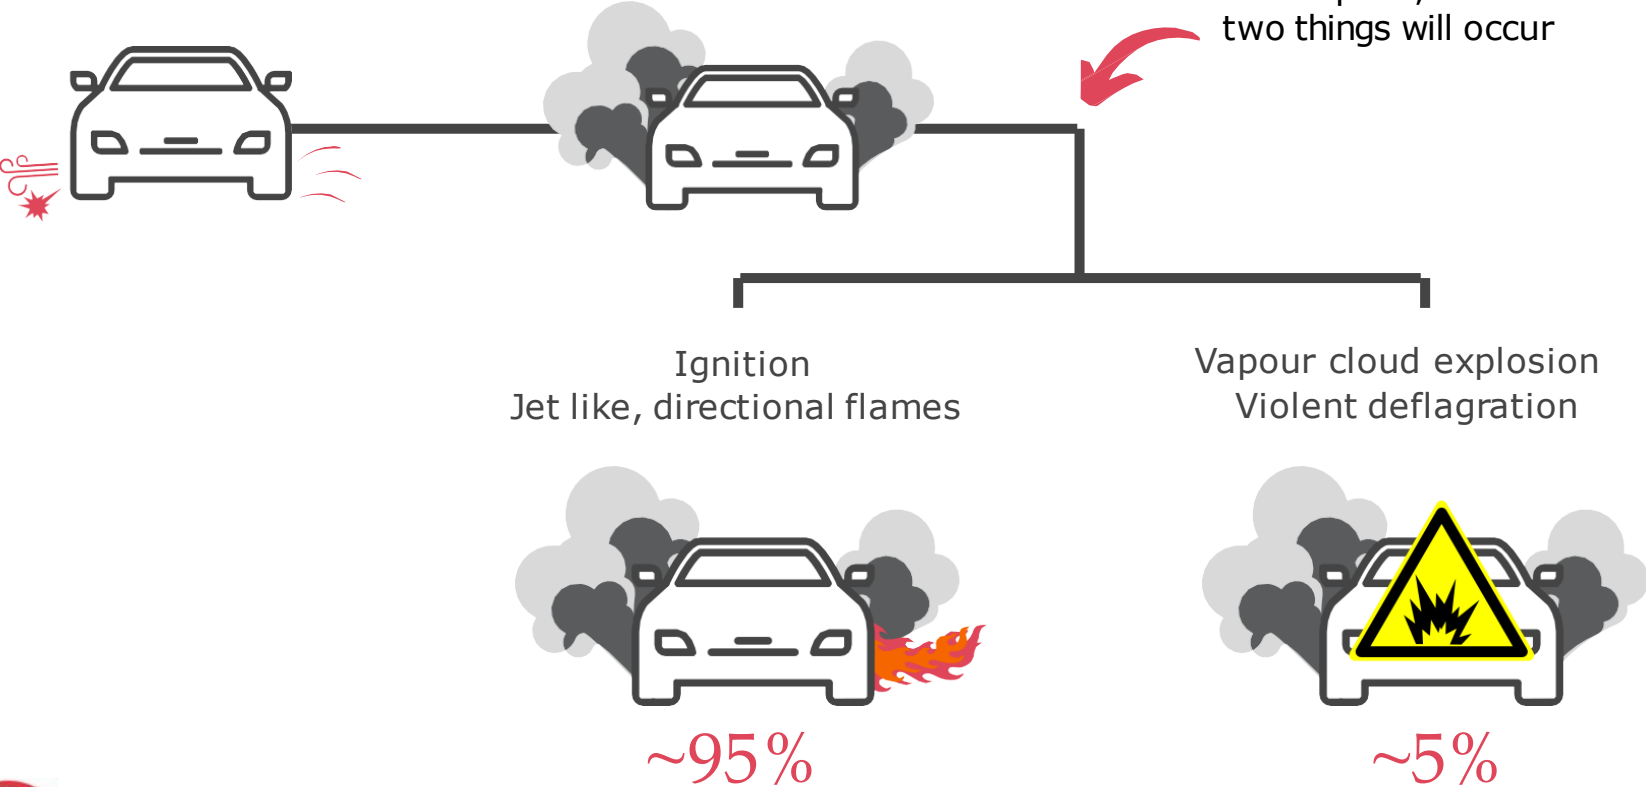 two things will occur
Ignition
Jet like, directional flames
Vapour cloud explosion
Violent deflagration
~95%
~5%